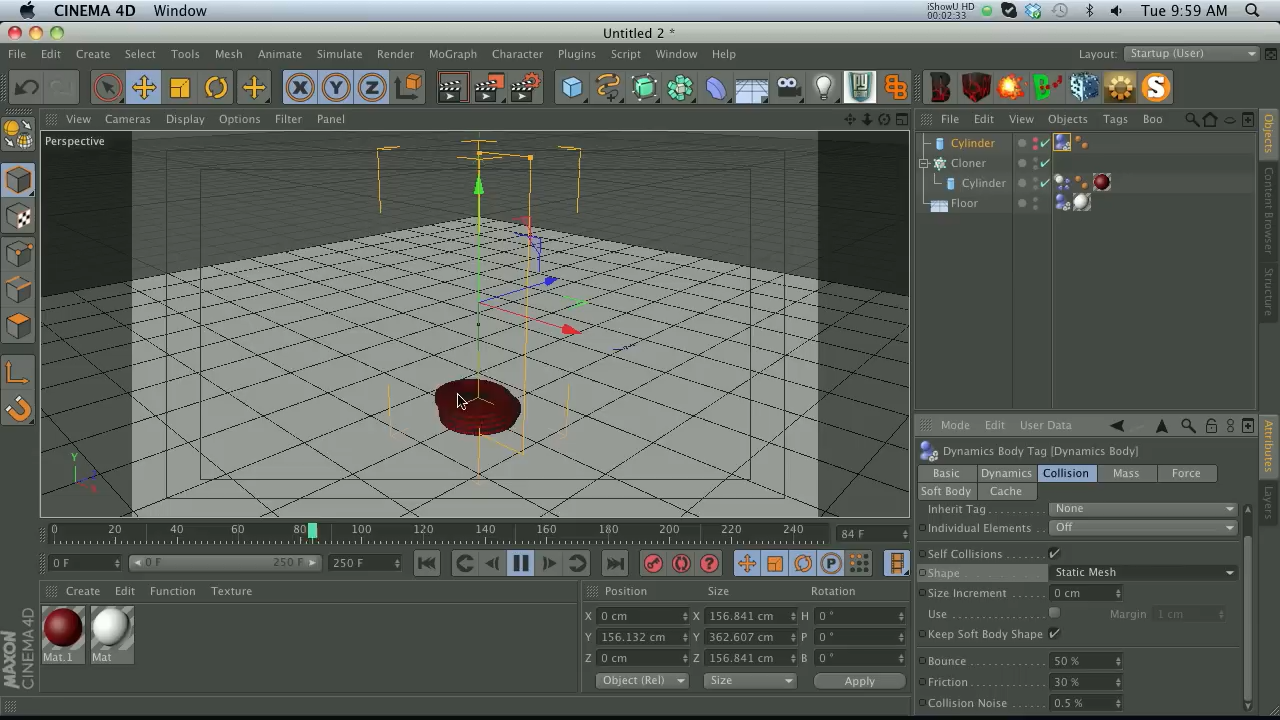 CINEMA 4D Window
iShowU HD
00:02:33
Tue 9:59 AM
Untitled 2 *
File Edit Create Select Tools Mesh Animate Simulate Render MoGraph Character Plugins Script Window Help
Layout: Startup (User)
View Cameras Display Options Filter Panel
File Edit View Objects Tags Boo
Perspective
Cylinder
Cloner
Cylinder
Floor
Objects
Content Browser
Structure
Mode Edit User Data
Attributes
Layers
Dynamics Body Tag [Dynamics Body]
Basic Dynamics Collision Mass Force
Soft Body Cache
Inherit Tag None
Individual Elements Off
Self Collisions
Shape Static Mesh
Size Increment 0 cm
Use Margin 1 cm
Keep Soft Body Shape
Bounce 50 %
Friction 30 %
Collision Noise 0.5 %
Y
X
0 20 40 60 80 100 120 140 160 180 200 220 240
84 F
0 F 0 F 250 F 250 F
Create Edit Function Texture
Mat.1 Mat
Position Size Rotation
X 0 cm X 156.841 cm H 0 °
Y 156.132 cm Y 362.607 cm P 0 °
Z 0 cm Z 156.841 cm B 0 °
Object (Rel) Size Apply
MAXON
CINEMA 4D